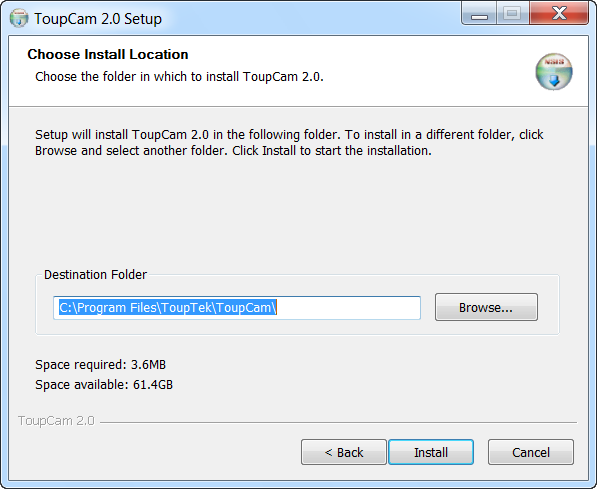 ToupCam 2.0 Setup
Choose Install Location
Choose the folder in which to install ToupCam 2.0.
Setup will install ToupCam 2.0 in the following folder. To install in a different folder, click
Browse and select another folder. Click Install to start the installation.
Destination Folder
C:\Program Files\ToupTek\ToupCam\
Browse...
Space required: 3.6MB
Space available: 61.4GB
ToupCam 2.0
< Back
Install
Cancel